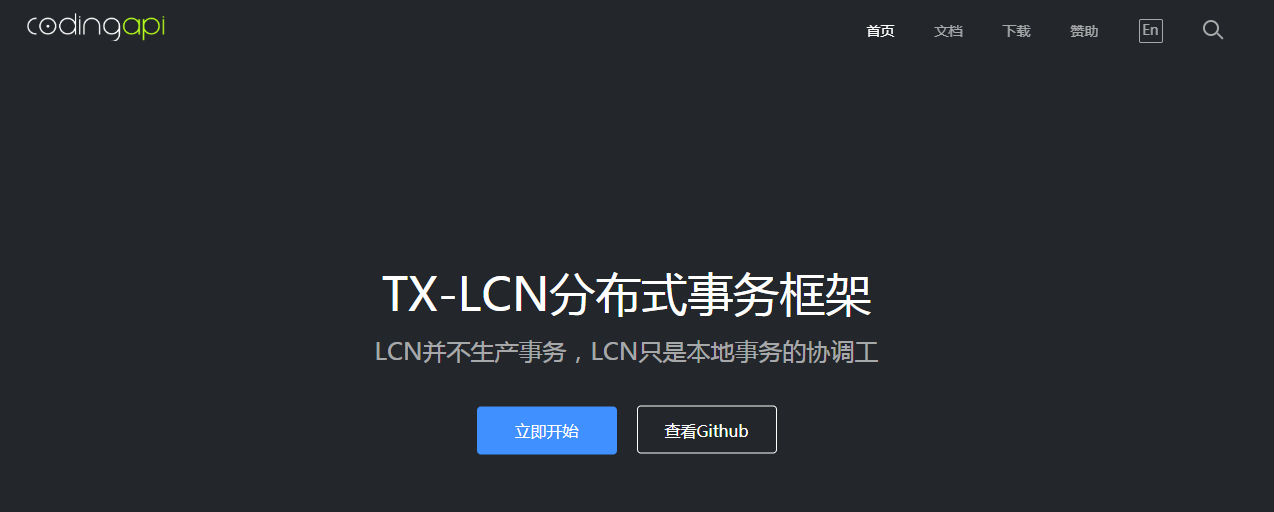 codingapi
首页 文档 下载 赞助 En
TX-LCN分布式事务框架
LCN并不生产事务，LCN只是本地事务的协调工
立即开始 查看Github